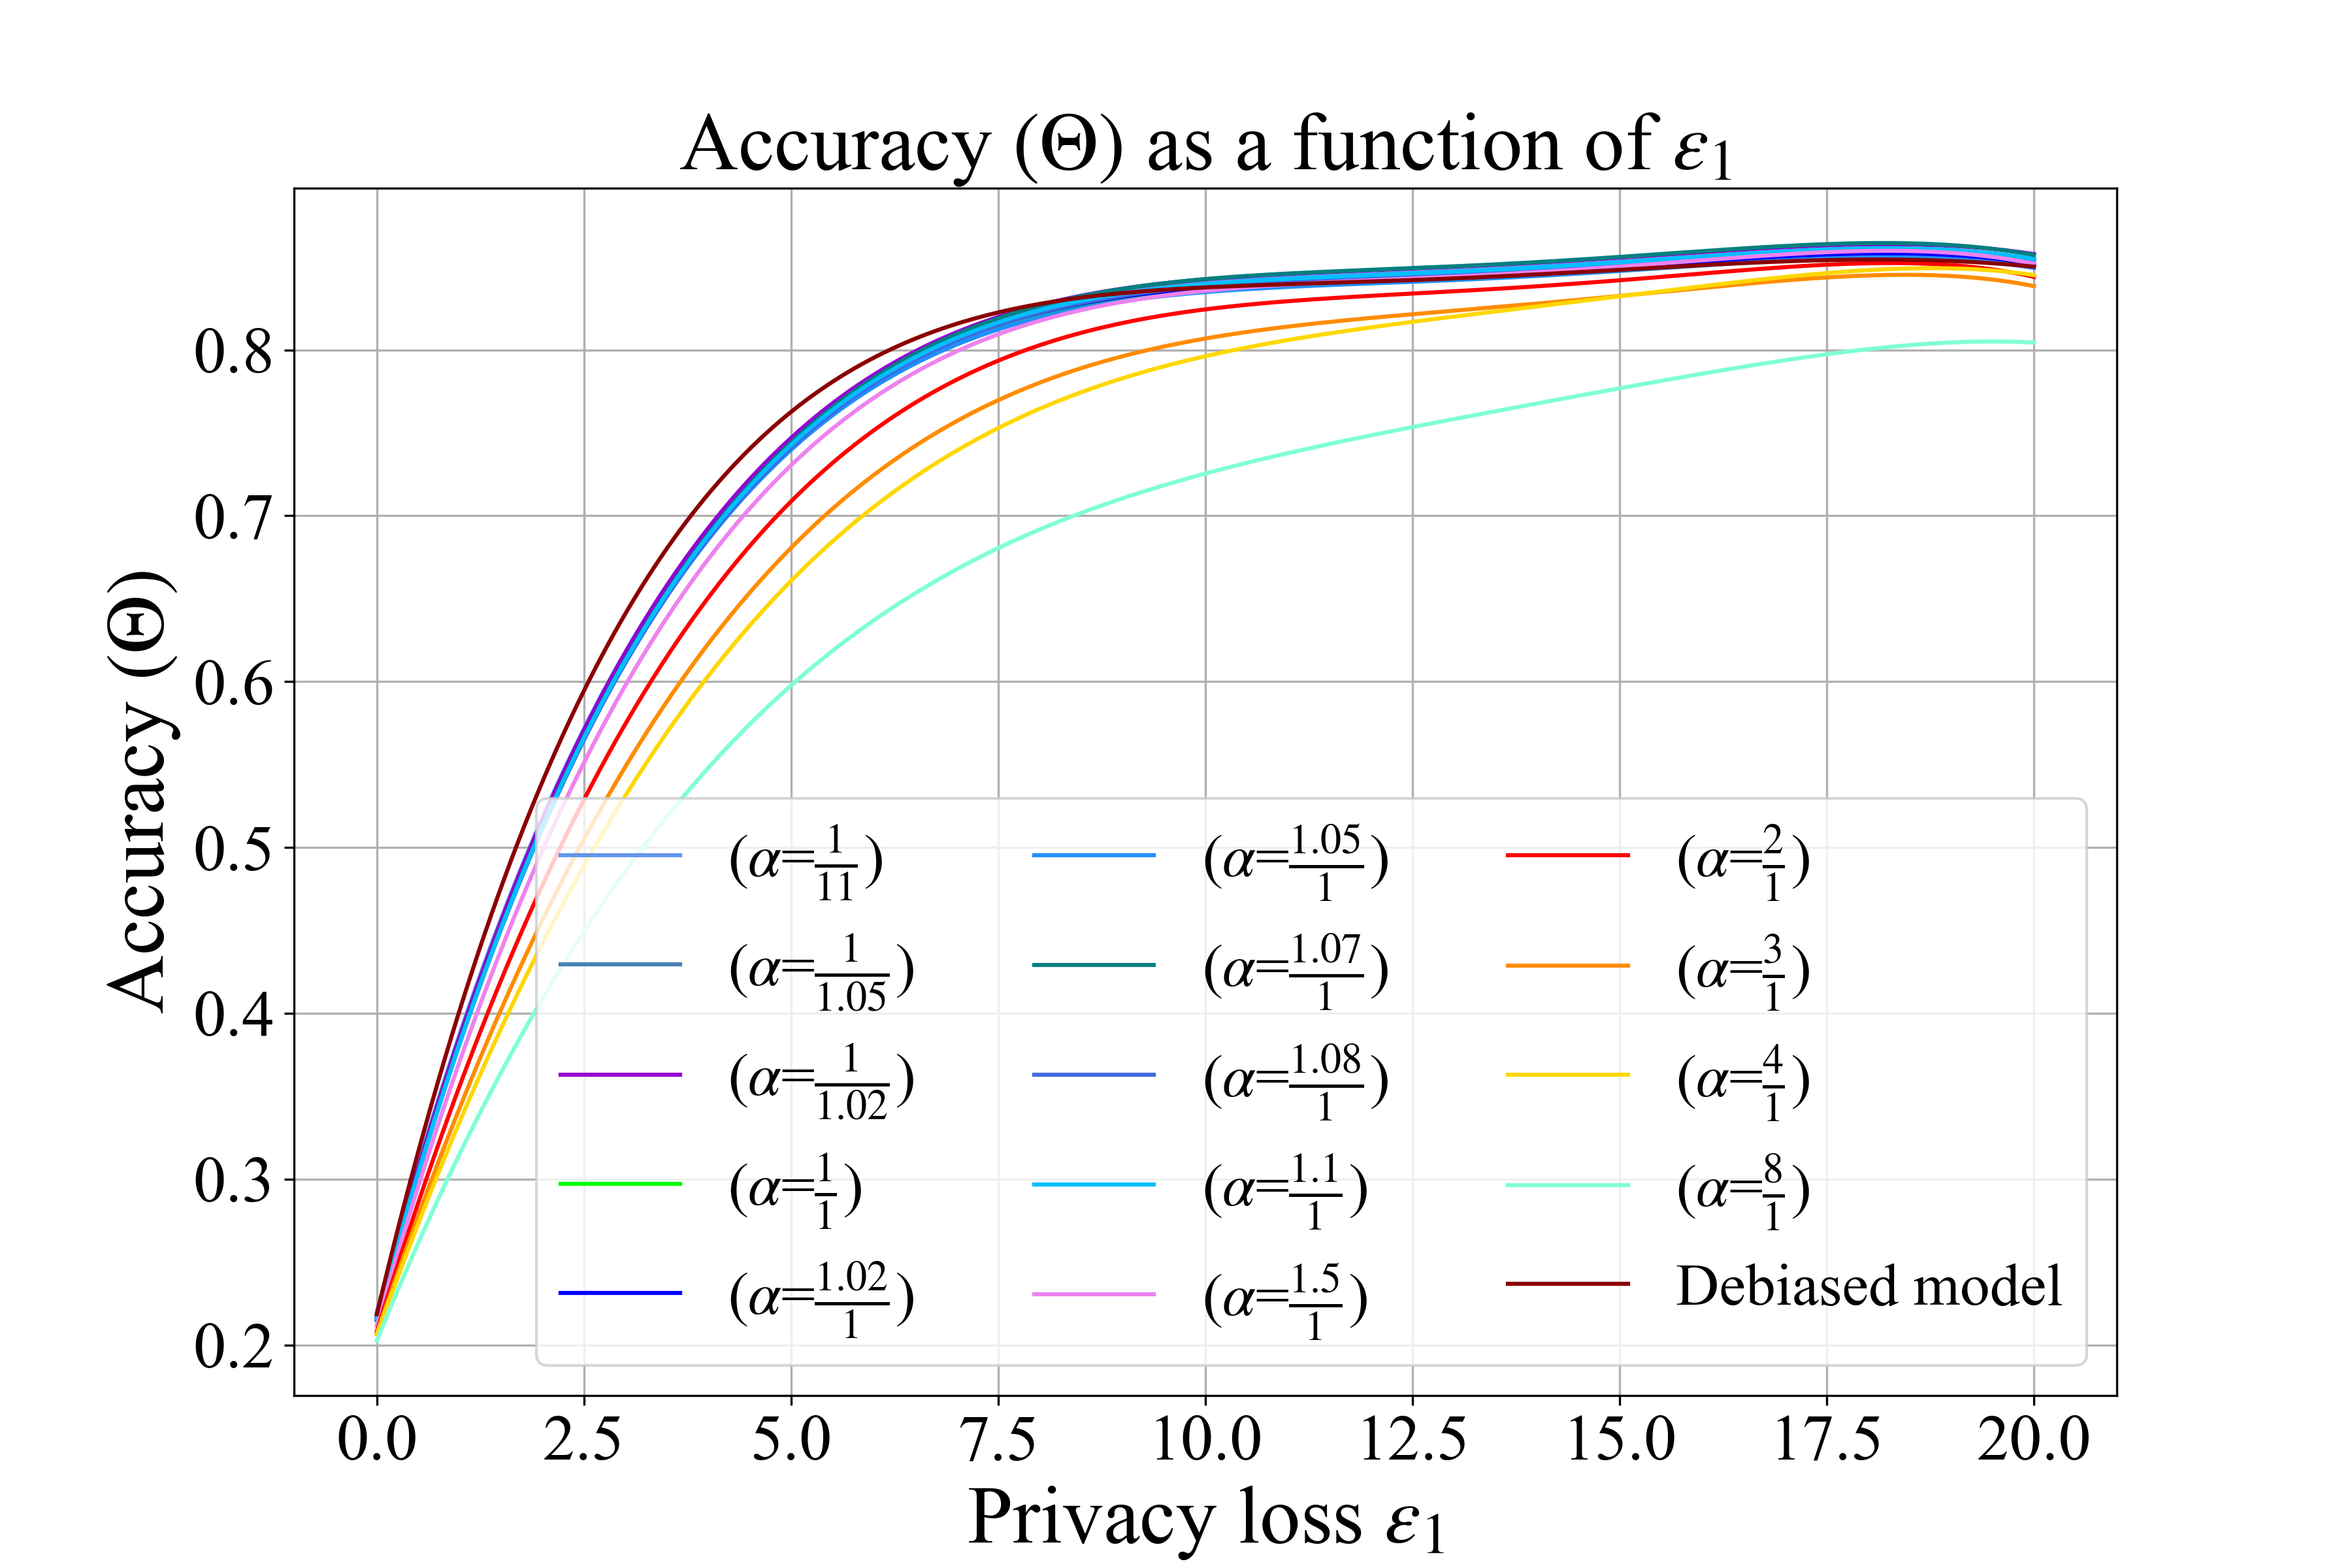 Accuracy (Θ) as a function of ε₁
Accuracy (Θ)
0.8
0.7
0.6
0.5
0.4
0.3
0.2
(α=1/11)
(α=1/1.05)
(α=1/1.02)
(α=1/1)
(α=1.02/1)
(α=1.05/1)
(α=1.07/1)
(α=1.08/1)
(α=1.1/1)
(α=1.5/1)
(α=2/1)
(α=3/1)
(α=4/1)
(α=8/1)
Debiased model
0.0 2.5 5.0 7.5 10.0 12.5 15.0 17.5 20.0
Privacy loss ε₁